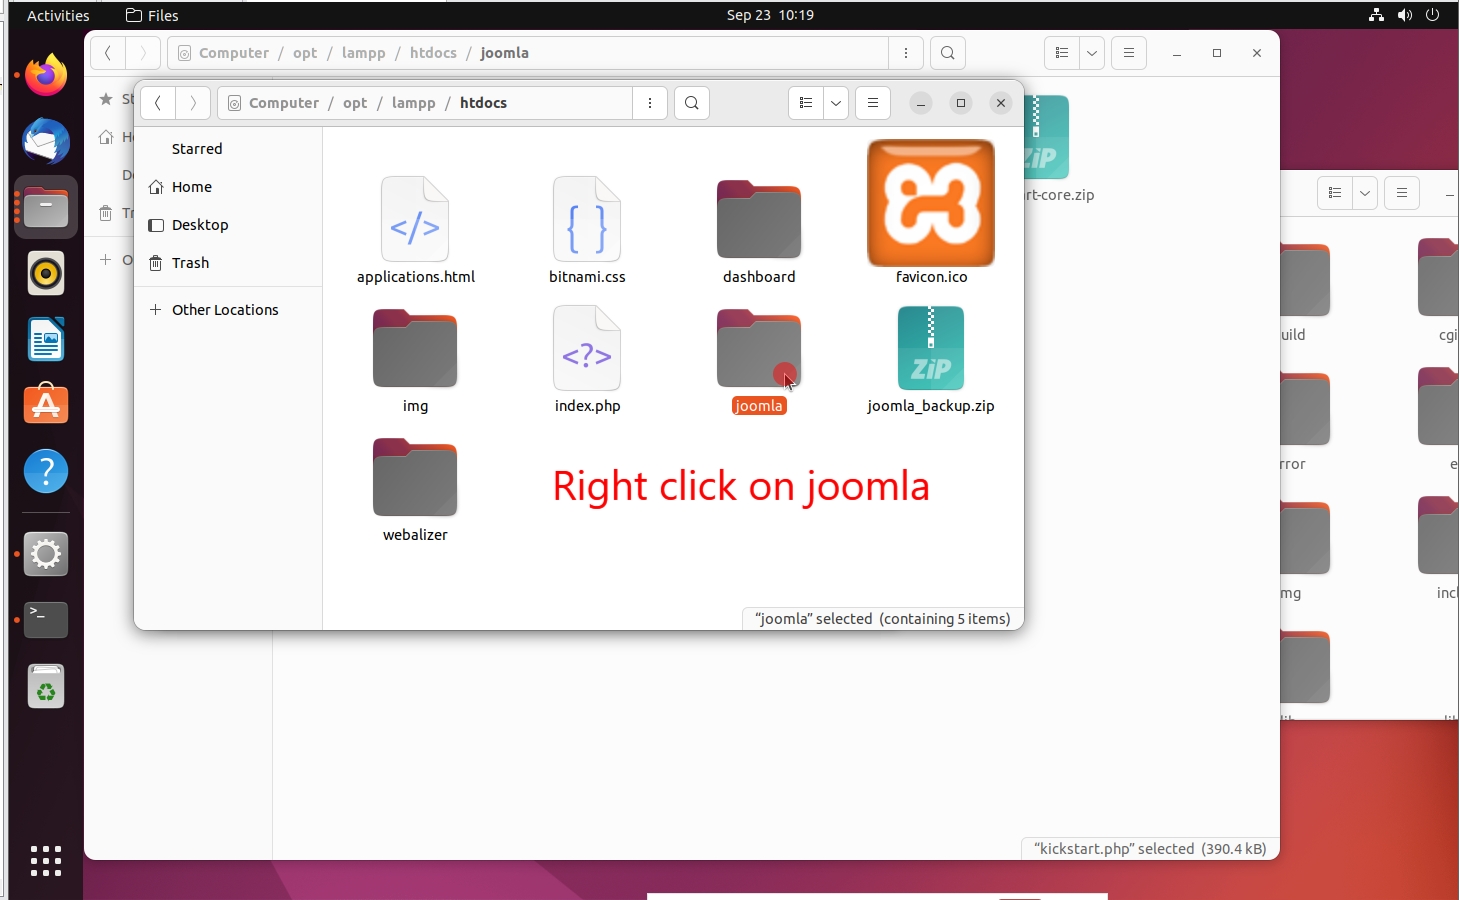 Activities
Files
Sep 23 10:19
Computer / opt / lampp / htdocs / joomla
Computer / opt / lampp / htdocs
Starred
Home
Desktop
Trash
Other Locations
applications.html
bitnami.css
dashboard
favicon.ico
</>
{ }
img
index.php
joomla
joomla_backup.zip
<?>
ZiP
webalizer
Right click on joomla
"joomla" selected (containing 5 items)
ZiP
rt-core.zip
uild
cgi
rror
e
mg
incl
"kickstart.php" selected (390.4 kB)